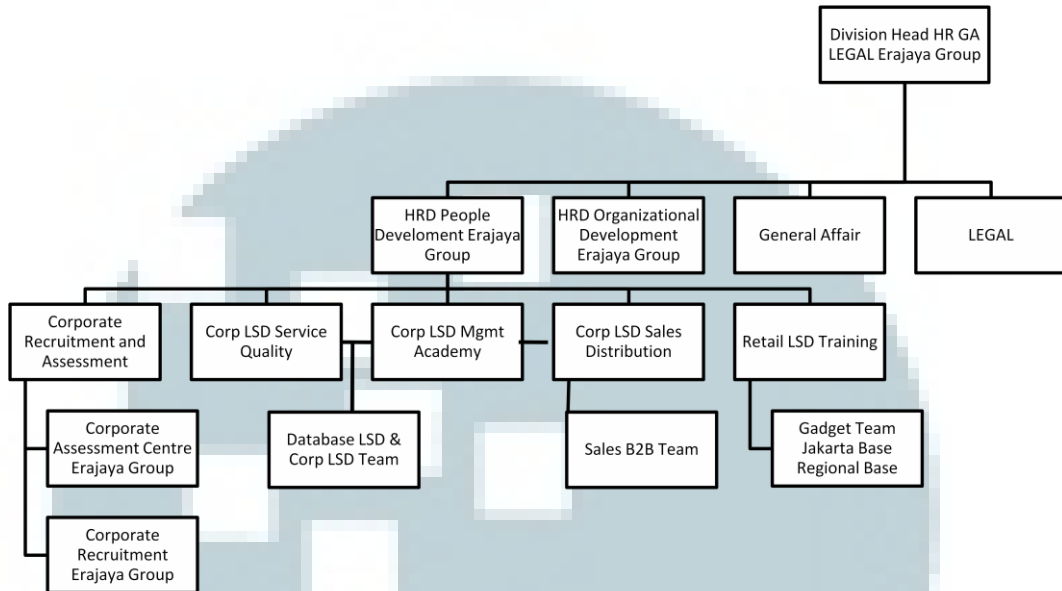 Division Head HR GA
LEGAL Erajaya Group
HRD People
Develoment Erajaya
Group
HRD Organizational
Development
Erajaya Group
General Affair
LEGAL
Corporate
Recruitment and
Assessment
Corp LSD Service
Quality
Corp LSD Mgmt
Academy
Corp LSD Sales
Distribution
Retail LSD Training
Corporate
Assessment Centre
Erajaya Group
Database LSD &
Corp LSD Team
Sales B2B Team
Gadget Team
Jakarta Base
Regional Base
Corporate
Recruitment
Erajaya Group